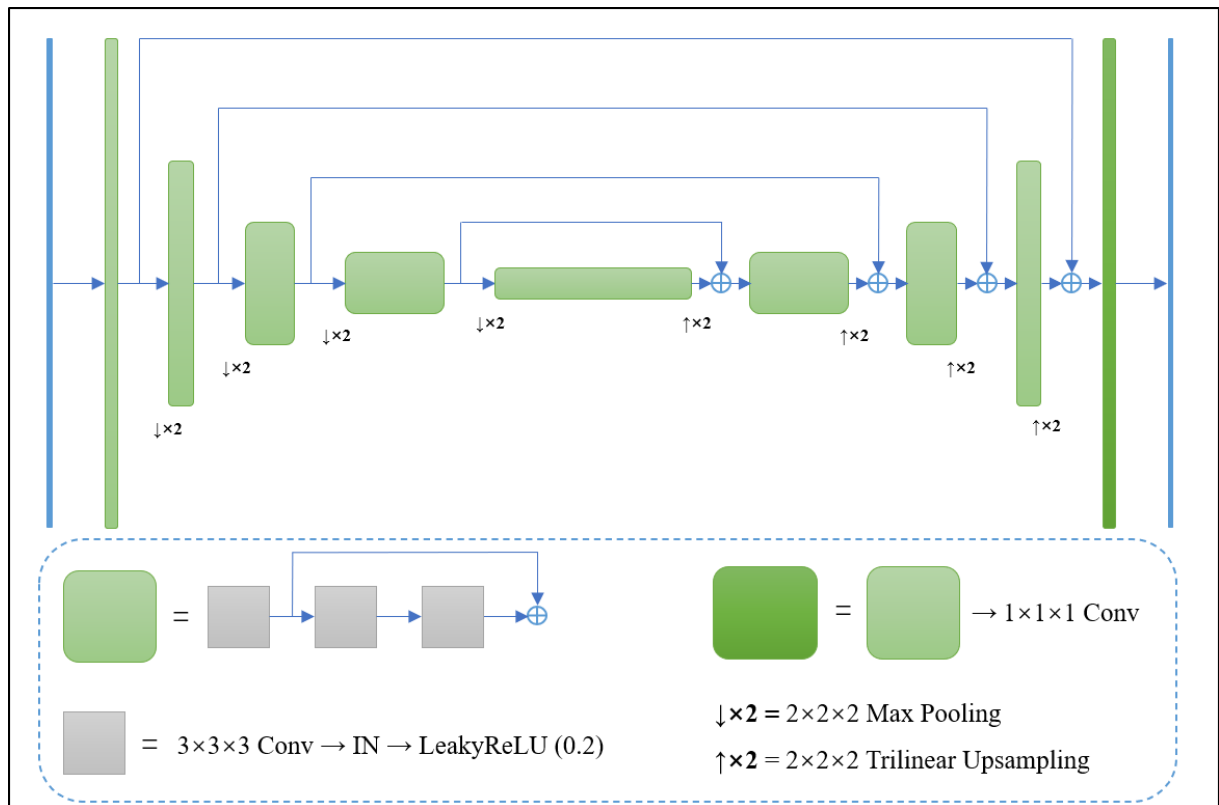 ↓×2
↑×2
↓×2
↑×2
↓×2
↑×2
↓×2
↑×2
=
= → 1×1×1 Conv
= 3×3×3 Conv → IN → LeakyReLU (0.2)
↓×2 = 2×2×2 Max Pooling
↑×2 = 2×2×2 Trilinear Upsampling